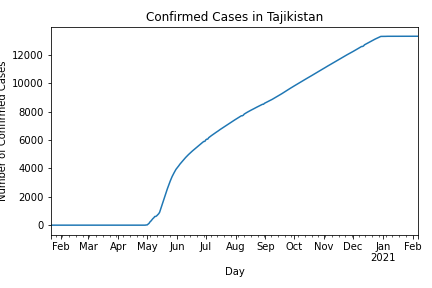 Confirmed Cases in Tajikistan
Number of Confirmed Cases
12000
10000
8000
6000
4000
2000
0
Feb Mar Apr May Jun Jul Aug Sep Oct Nov Dec Jan Feb
2021
Day